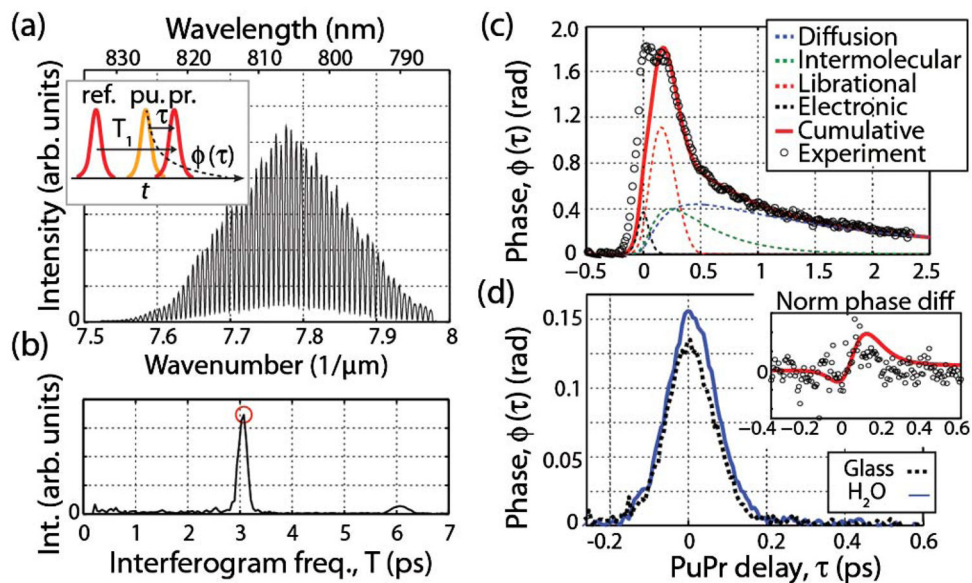 (a)
Wavelength (nm)
830 820 810 800 790
ref. pu. pr.
τ
T1
ϕ(τ)
t
Intensity (arb. units)
0
7.5 7.6 7.7 7.8 7.9 8
Wavenumber (1/μm)
(b)
Int. (arb. units)
0
0 1 2 3 4 5 6 7
Interferogram freq., T (ps)
(c)
Phase, ϕ(τ) (rad)
2.0
1.6
1.2
0.8
0.4
0
Diffusion
Intermolecular
Librational
Electronic
Cumulative
Experiment
−0.5 0 0.5 1 1.5 2 2.5
(d)
Phase, ϕ(τ) (rad)
0.15
0.10
0.05
0
Norm phase diff
0
-0.4 -0.2 0 0.2 0.4 0.6
Glass
H2O
-0.2 0 0.2 0.4 0.6
PuPr delay, τ (ps)